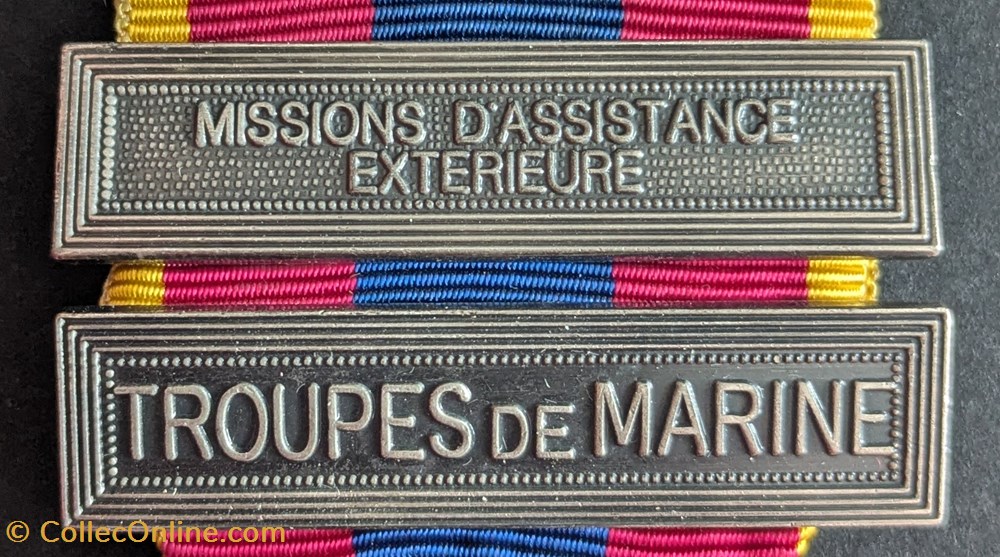 MISSIONS D'ASSISTANCE
EXTERIEURE
TROUPES DE MARINE
© CollecOnline.com